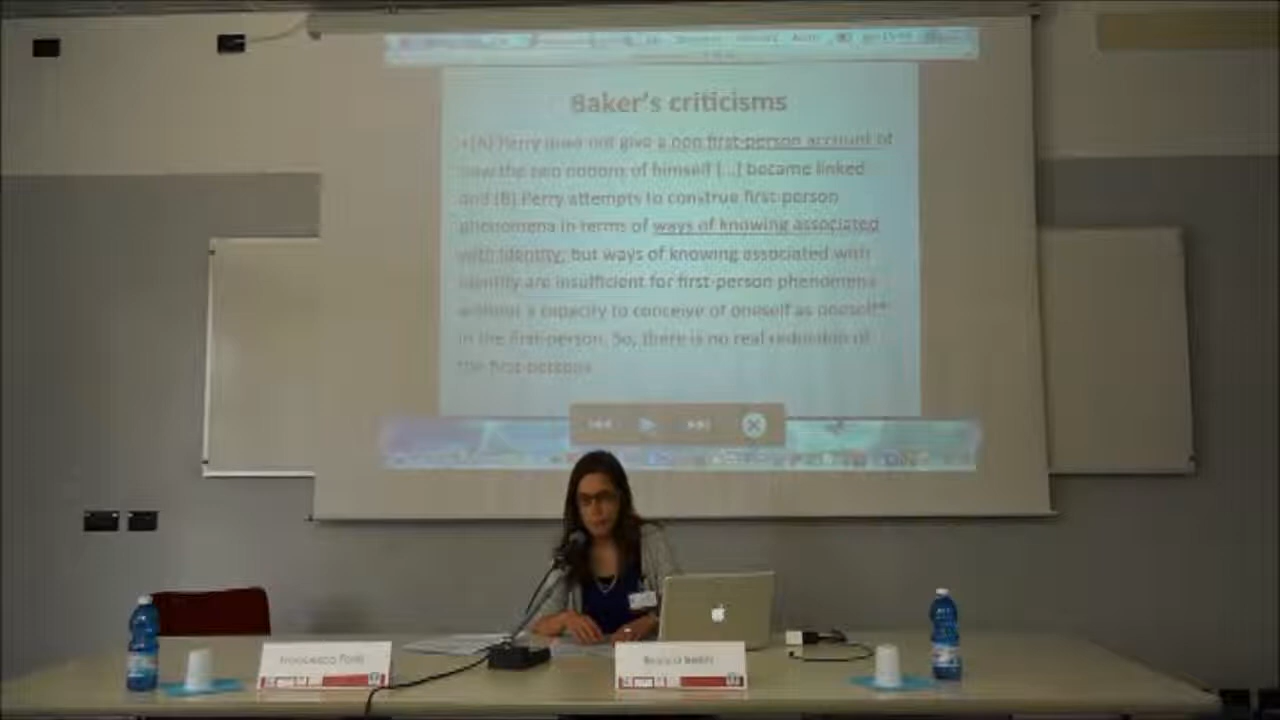 Baker's criticisms
(A) Perry does not give a non first-person account of
how the two notions of himself [...] became linked
and (B) Perry attempts to construe first-person
phenomena in terms of ways of knowing associated
with identity, but ways of knowing associated with
identity are insufficient for first-person phenomena
without a capacity to conceive of oneself as oneself*
in the first-person. So, there is no real reduction of
the first-person